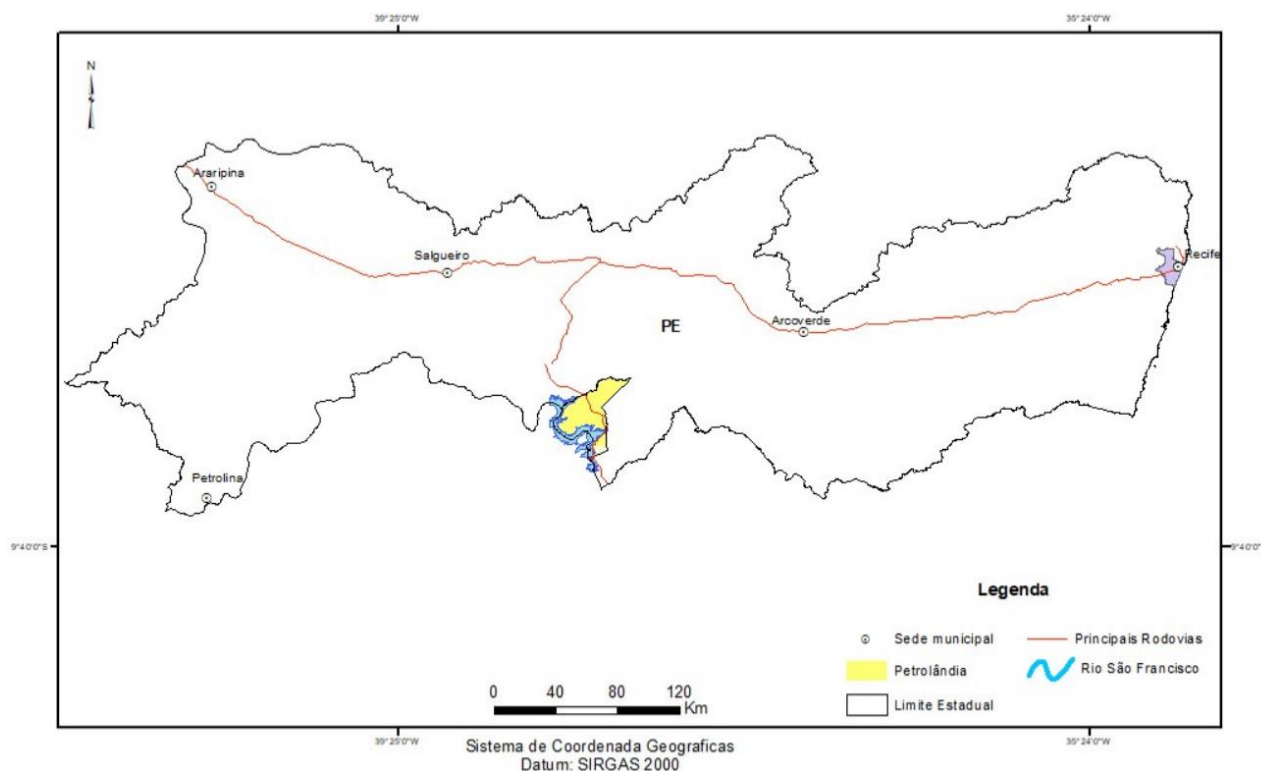 39°25'0"W
35°24'0"W
N
Araripina
Salgueiro
Recife
PE
Arcoverde
Petrolina
9°40'0"S
9°40'0"S
Legenda
Sede municipal
Principais Rodovias
Petrolândia
Rio São Francisco
Limite Estadual
0 40 80 120
Km
39°25'0"W
35°24'0"W
Sistema de Coordenada Geograficas
Datum: SIRGAS 2000